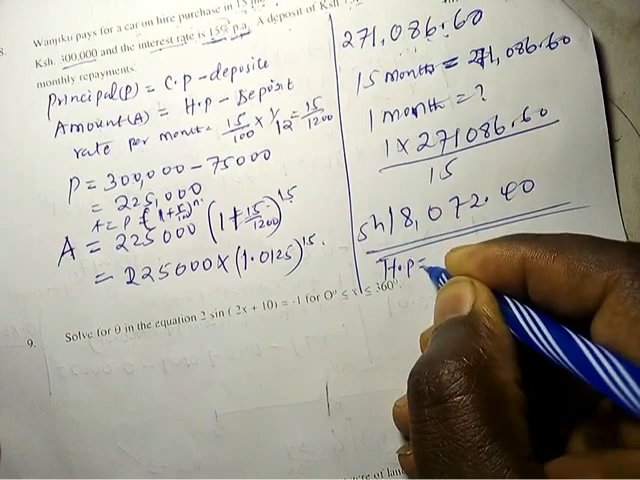 Wanjiku pays for a car on hire purchase in 15
Ksh. 300,000 and the interest rate is 15% p.a. A deposit of Ksh
monthly repayments.
Principal(P) = C.P - deposite
Amount(A) = H.P - Deposit
rate per month = 15/100 × 1/12 = 15/1200
P = 300,000 - 75000
= 225,000
A = 225000 (1+15/1200)^15
= 225000 × (1.0125)^15.
271,086.60
15 months = 271,086.60
1 month = ?
1 × 271086.60
15
sh18,072.40
H.P =
9. Solve for θ in the equation 2 sin ( 2x + 10) = -1 for 0° ≤ x ≤ 360°.